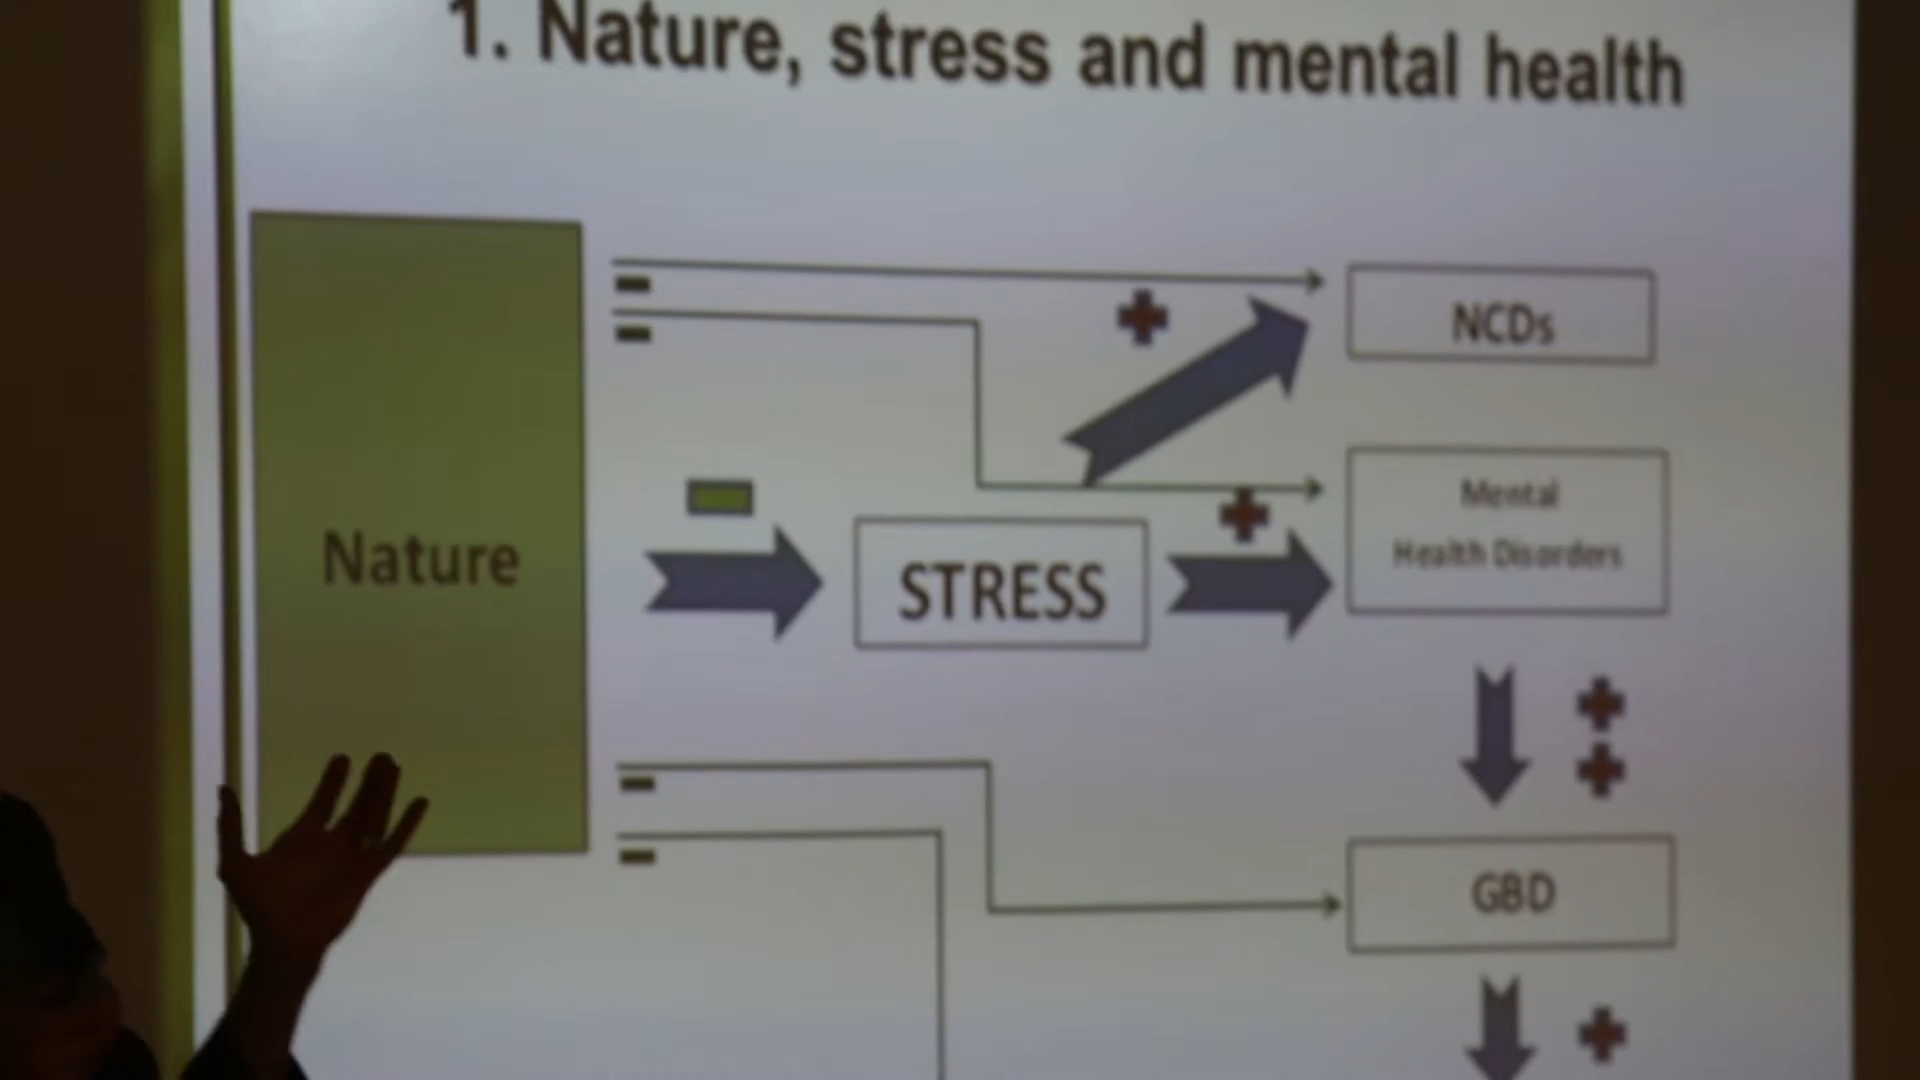 1. Nature, stress and mental health
NCDs
Mental
Health Disorders
Nature
STRESS
GBD